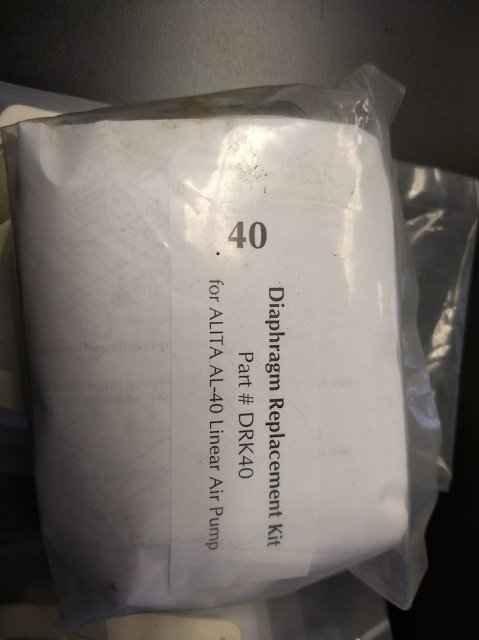 40
Diaphragm Replacement Kit
Part # DRK40
for ALITA AL-40 Linear Air Pump